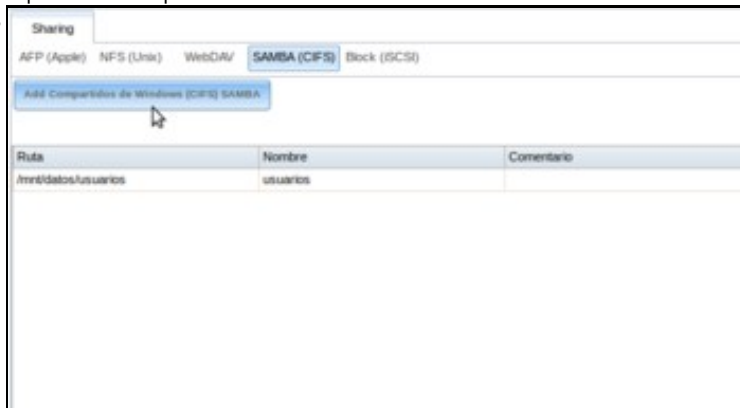 Sharing
AFP (Apple) NFS (Unix) WebDAV SAMBA (CIFS) Block (iSCSI)
Add Compartidos de Windows (CIFS) SAMBA
Ruta Nombre Comentario
/mnt/datos/usuarios usuarios